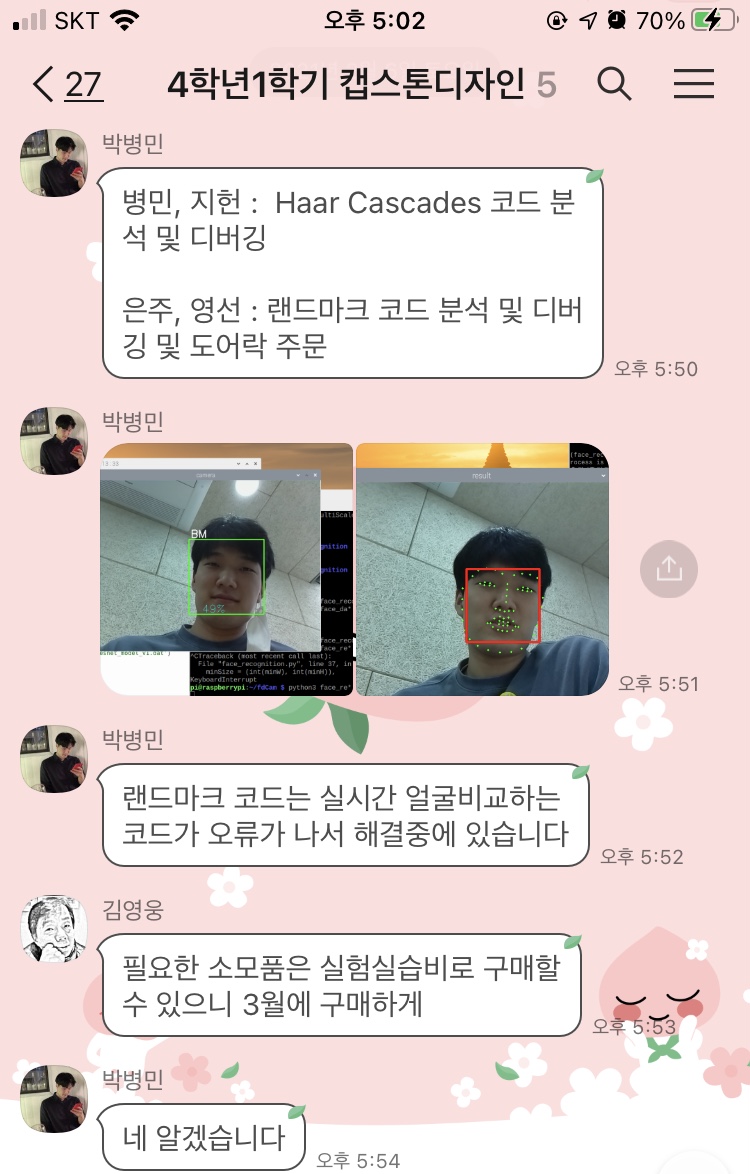 SKT 오후 5:02 70%
27 4학년1학기 캡스톤디자인 5
박병민
병민, 지헌 : Haar Cascades 코드 분
석 및 디버깅
은주, 영선 : 랜드마크 코드 분석 및 디버
깅 및 도어락 주문
오후 5:50
박병민
camera
BM
49%
ognition
ognition
^CTraceback (most recent call last):
File "face_recognition.py", line 37, in
minSize = (int(minW), int(minH)),
KeyboardInterrupt
pi@raspberrypi:~/fdCam $ python3 face_re
result
오후 5:51
박병민
랜드마크 코드는 실시간 얼굴비교하는
코드가 오류가 나서 해결중에 있습니다
오후 5:52
김영웅
필요한 소모품은 실험실습비로 구매할
수 있으니 3월에 구매하게
오후 5:53
박병민
네 알겠습니다
오후 5:54